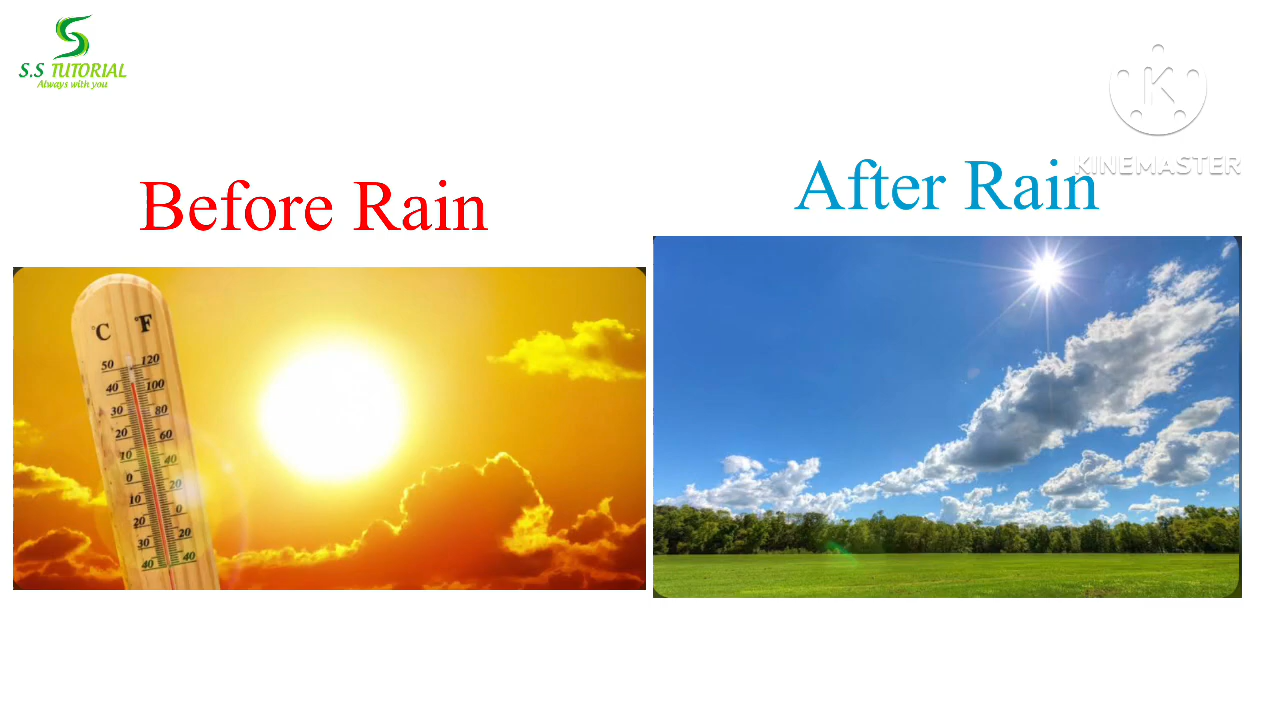 S.S TUTORIAL
Always with you
KINEMASTER
Before Rain
After Rain
°C °F
50 120
40 100
30 80
20 60
10 40
0 20
10 0
20 20
30 40
40